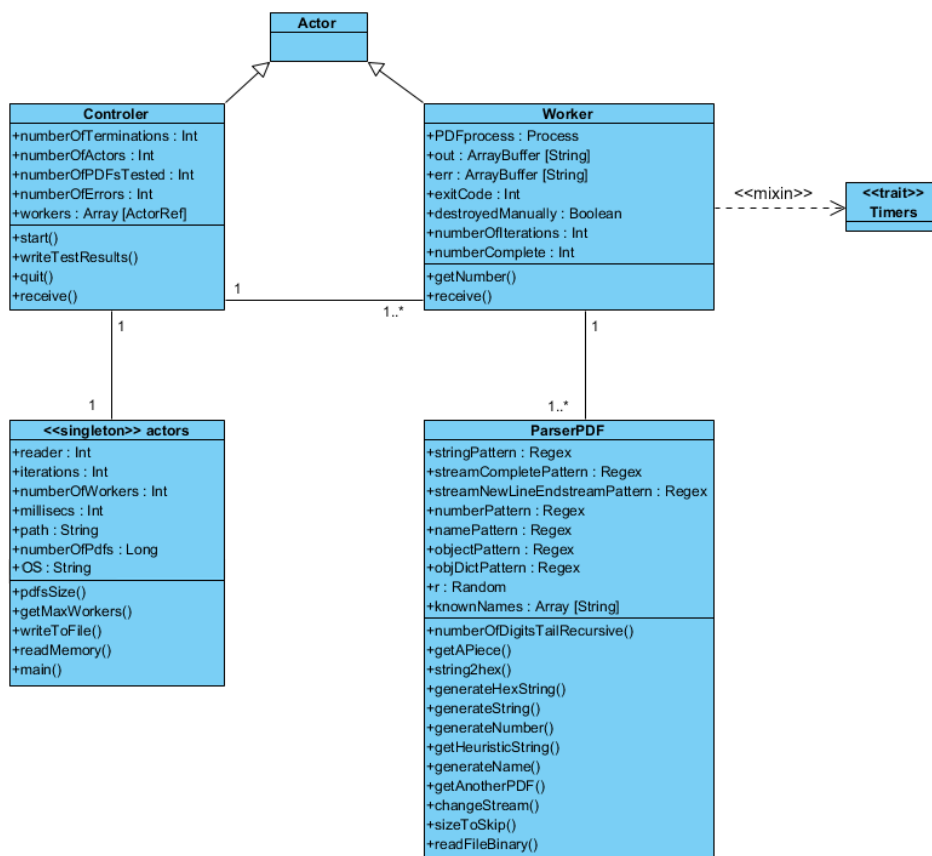 Actor
Controler
+numberOfTerminations : Int
+numberOfActors : Int
+numberOfPDFsTested : Int
+numberOfErrors : Int
+workers : Array [ActorRef]
+start()
+writeTestResults()
+quit()
+receive()
Worker
+PDFprocess : Process
+out : ArrayBuffer [String]
+err : ArrayBuffer [String]
+exitCode : Int
+destroyedManually : Boolean
+numberOfIterations : Int
+numberComplete : Int
+getNumber()
+receive()
<<mixin>>
<<trait>>
Timers
1
1..*
1
1
1
1..*
<<singleton>> actors
+reader : Int
+iterations : Int
+numberOfWorkers : Int
+millisecs : Int
+path : String
+numberOfPdfs : Long
+OS : String
+pdfsSize()
+getMaxWorkers()
+writeToFile()
+readMemory()
+main()
ParserPDF
+stringPattern : Regex
+streamCompletePattern : Regex
+streamNewLineEndstreamPattern : Regex
+numberPattern : Regex
+namePattern : Regex
+objectPattern : Regex
+objDictPattern : Regex
+r : Random
+knownNames : Array [String]
+numberOfDigitsTailRecursive()
+getAPiece()
+string2hex()
+generateHexString()
+generateString()
+generateNumber()
+getHeuristicString()
+generateName()
+getAnotherPDF()
+changeStream()
+sizeToSkip()
+readFileBinary()